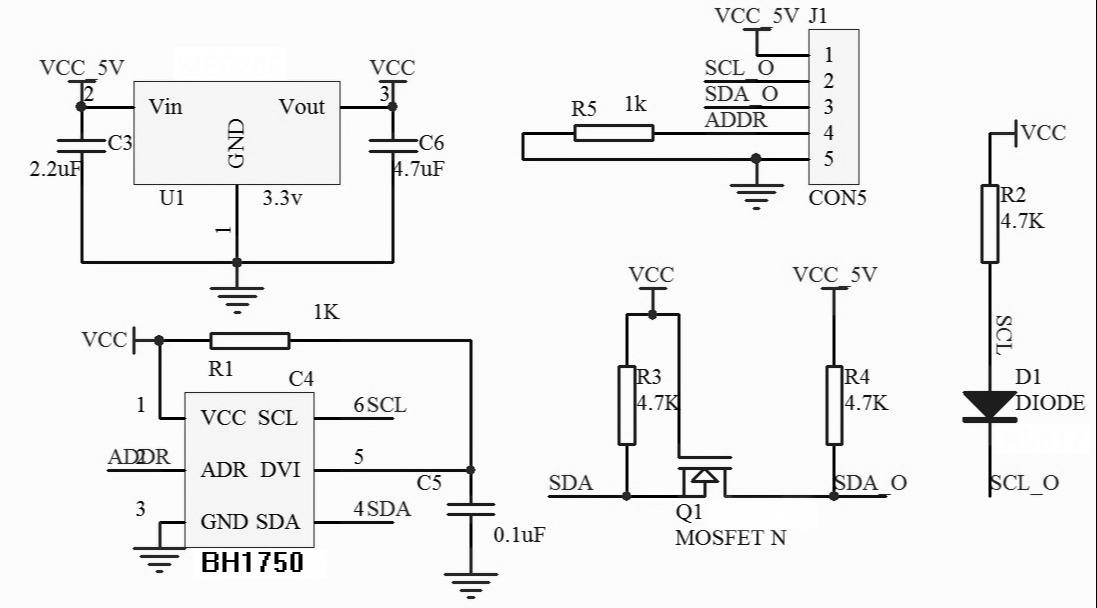 VCC_5V
2
Vin
Vout
GND
VCC
3
C3
2.2uF
C6
4.7uF
U1
3.3v
1
VCC_5V
J1
SCL_O
SDA_O
ADDR
R5
1k
1
2
3
4
5
CON5
VCC
R2
4.7K
SCL
D1
DIODE
SCL_O
VCC
1K
R1
C4
1
VCC SCL
6 SCL
ADDR
2
ADR DVI
5
3
GND SDA
4 SDA
BH1750
C5
0.1uF
VCC
VCC_5V
R3
4.7K
R4
4.7K
SDA
SDA_O
Q1
MOSFET N